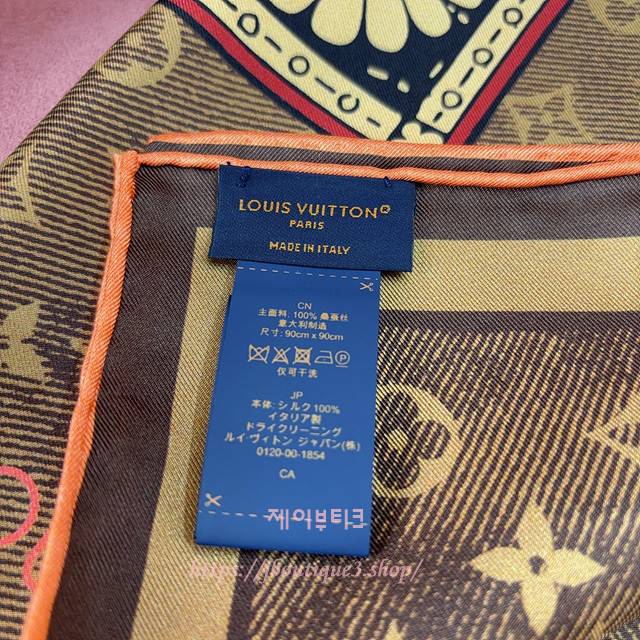 LOUIS VUITTON®
PARIS
MADE IN ITALY
CN
主面料: 100% 桑蚕丝
意大利制造
尺寸: 90cm x 90cm
仅可干洗
JP
本体・シルク100%
イタリア製
ドライクリーニング
ルイ ヴィトン ジャパン(株)
0120-00-1854
CA
제이부티크
https://jboutique3.shop/